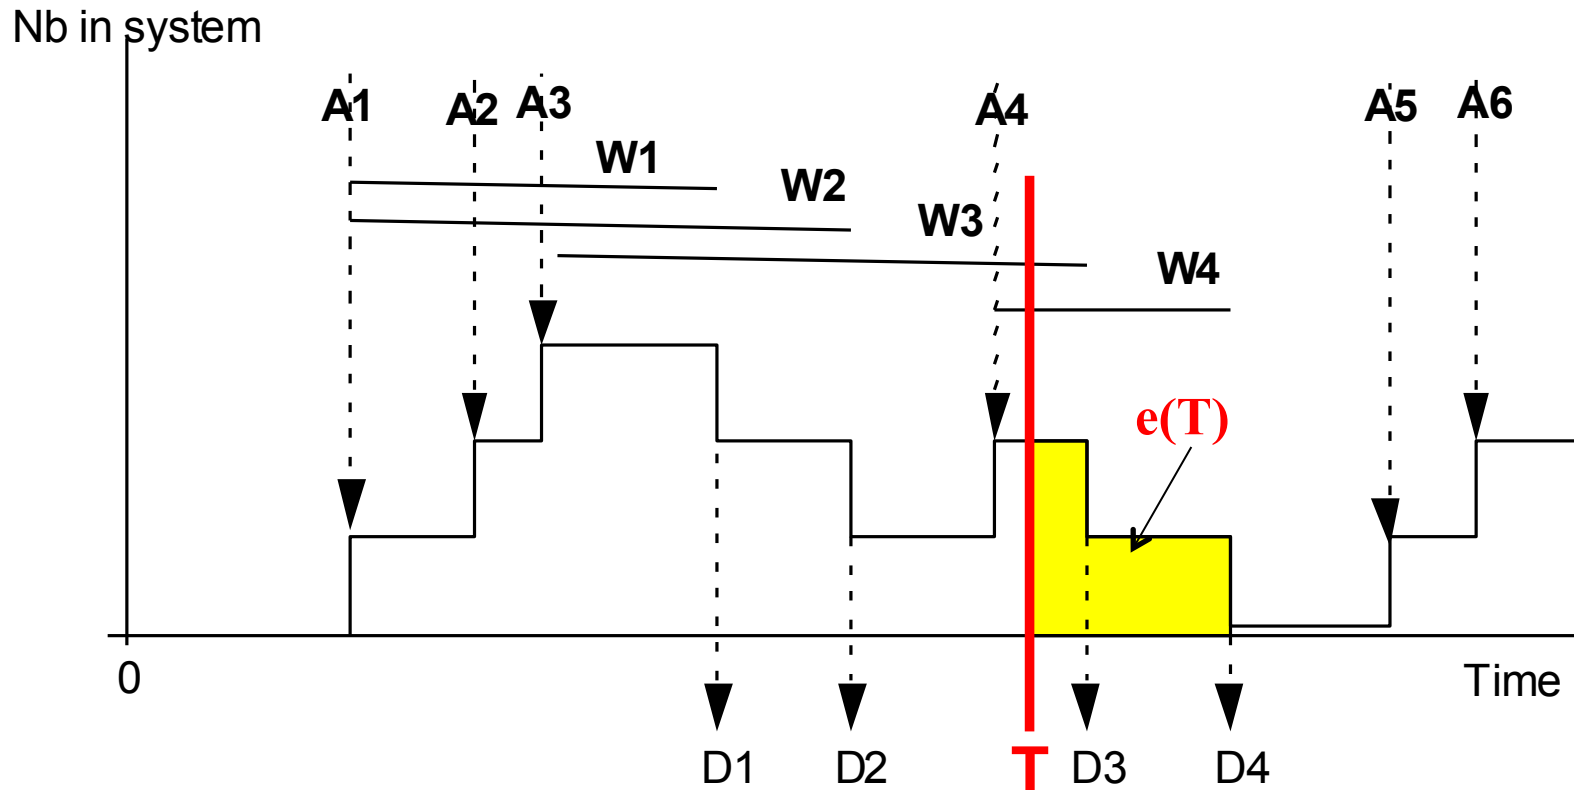 Nb in system
A1 A2 A3 A4 A5 A6
W1
W2
W3
W4
e(T)
0
Time
D1 D2 T D3 D4